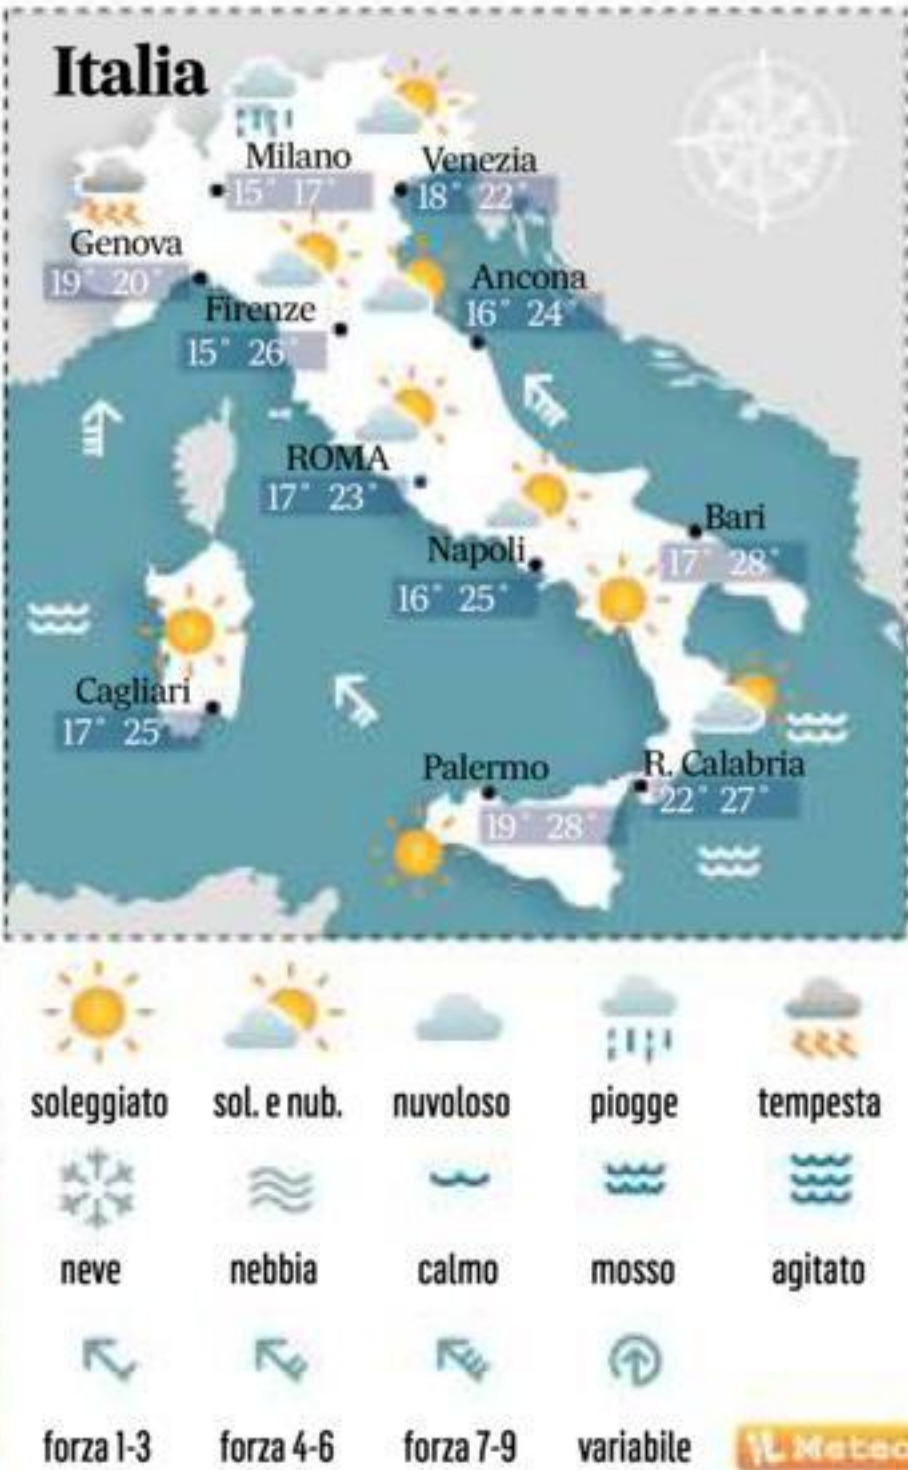 Italia
Milano
15° 17°
Venezia
18° 22°
Genova
19° 20°
Firenze
15° 26°
Ancona
16° 24°
ROMA
17° 23°
Bari
17° 28°
Napoli
16° 25°
Cagliari
17° 25°
Palermo
19° 28°
R. Calabria
22° 27°
soleggiato sol. e nub. nuvoloso piogge tempesta
neve nebbia calmo mosso agitato
forza 1-3 forza 4-6 forza 7-9 variabile
Meteo